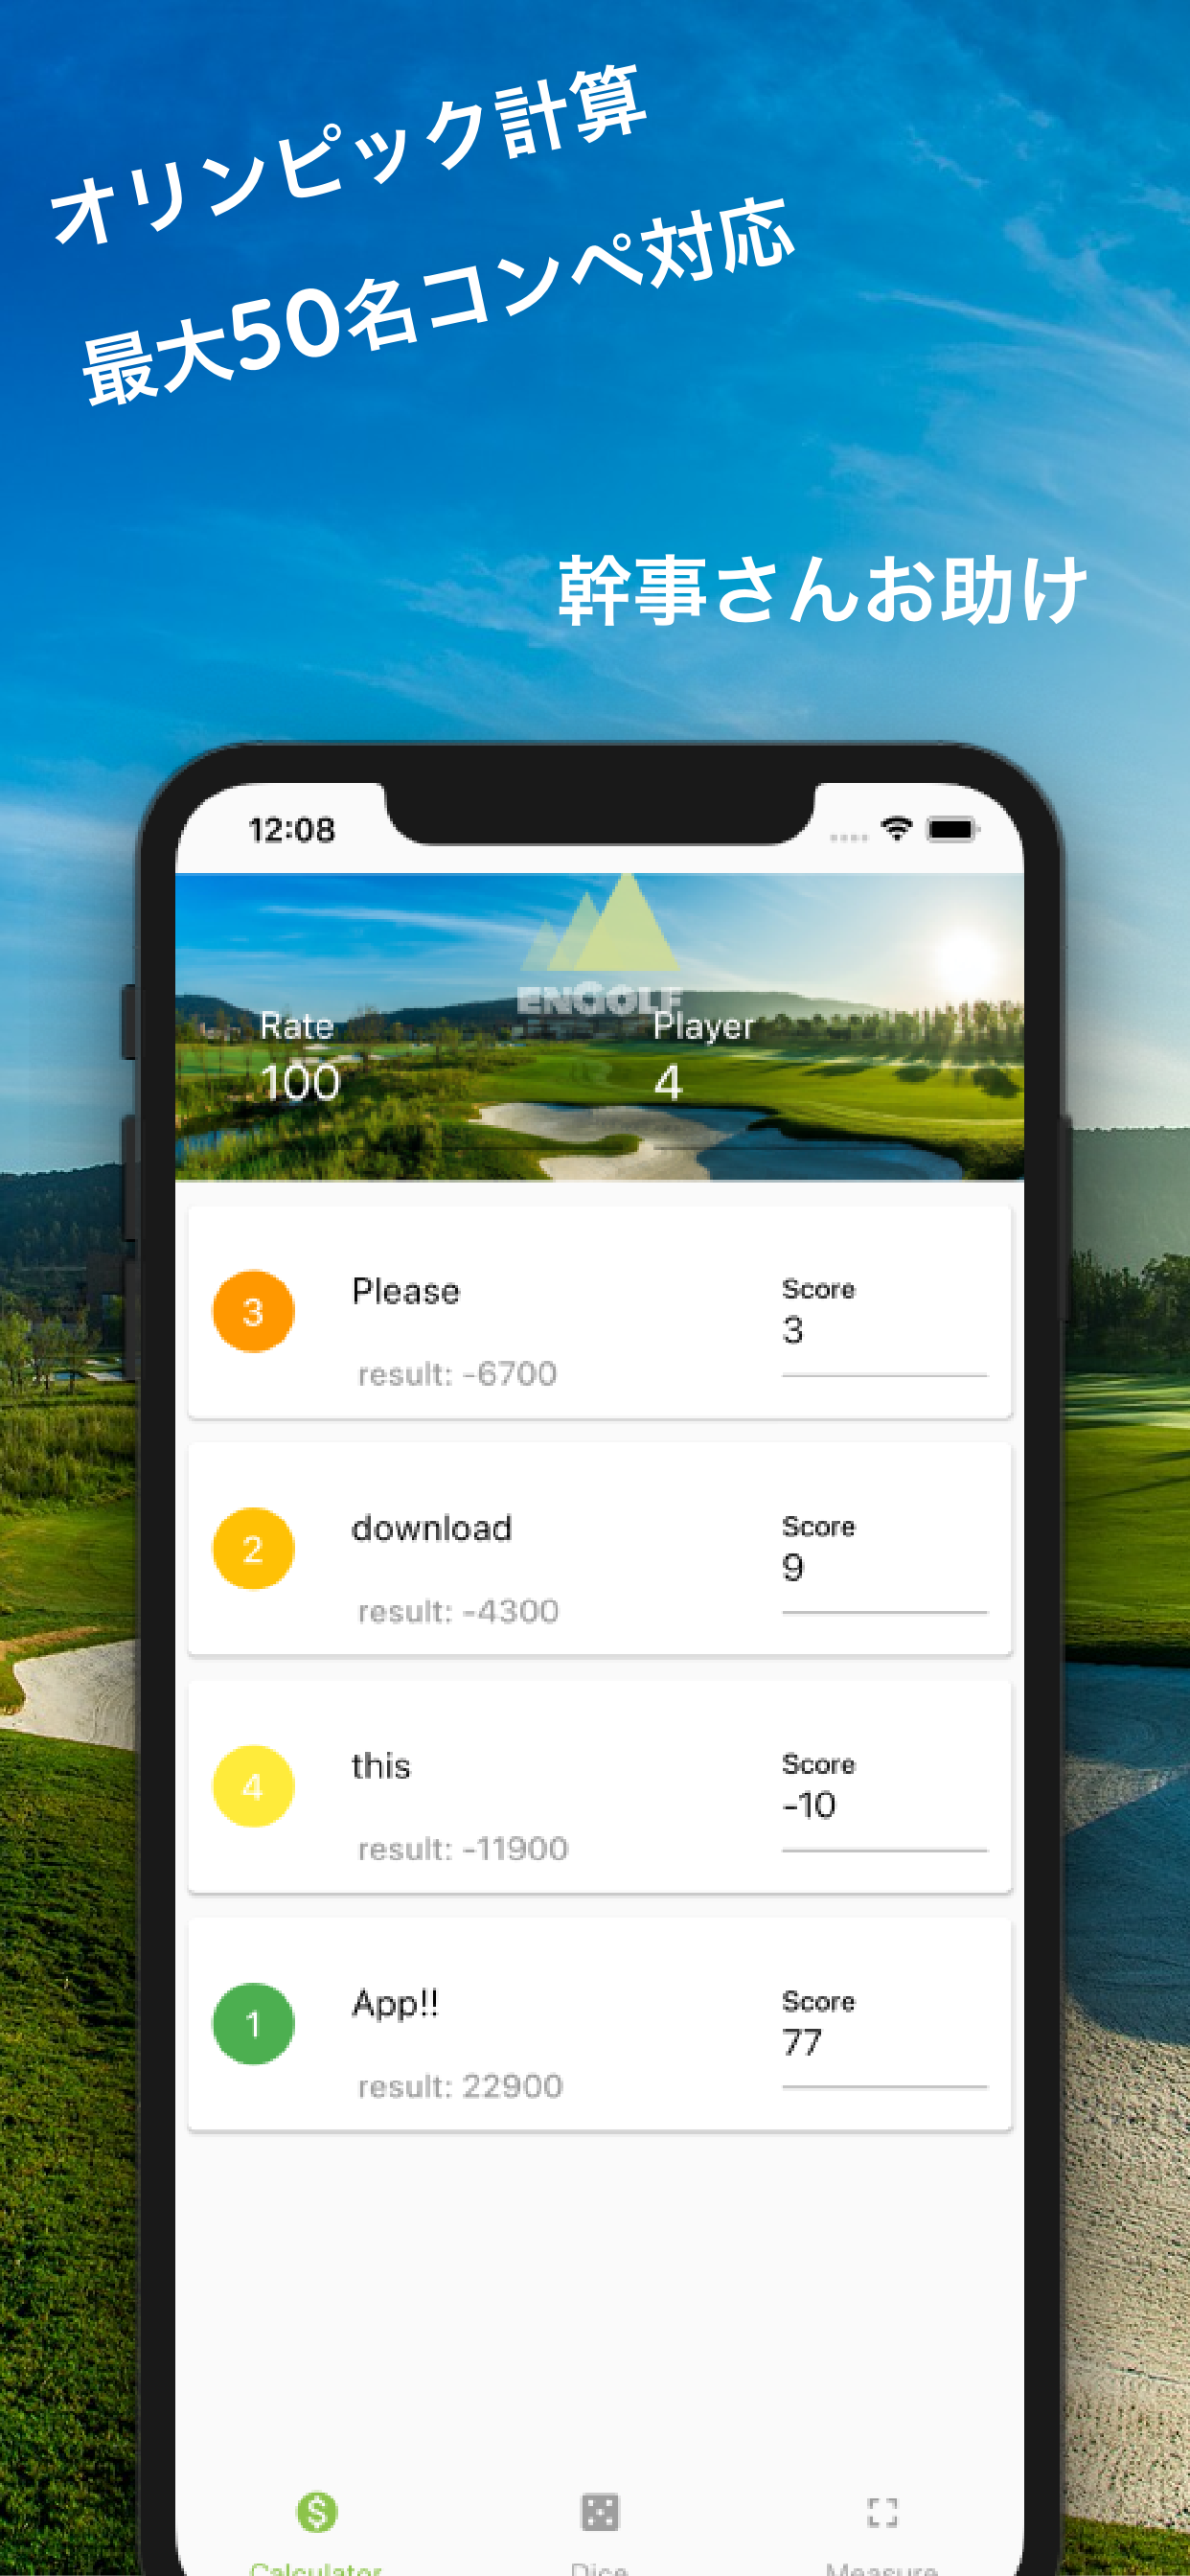 オリンピック計算
最大50名コンペ対応
幹事さんお助け
12:08
ENGOLF
Rate
Player
100
4
3
Please
Score
3
result: -6700
2
download
Score
9
result: -4300
4
this
Score
-10
result: -11900
1
App!!
Score
77
result: 22900
Calculator
Dice
Measure